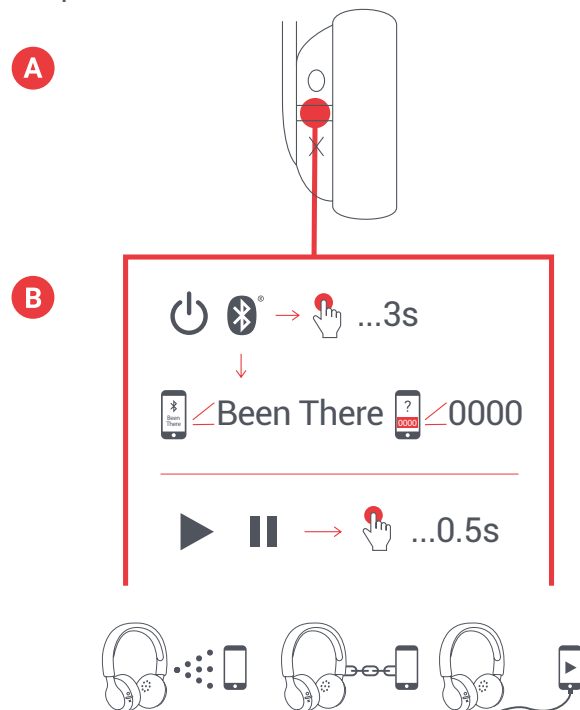 A
B
® ...3s
Been There
Been There
?
0000
0000
...0.5s